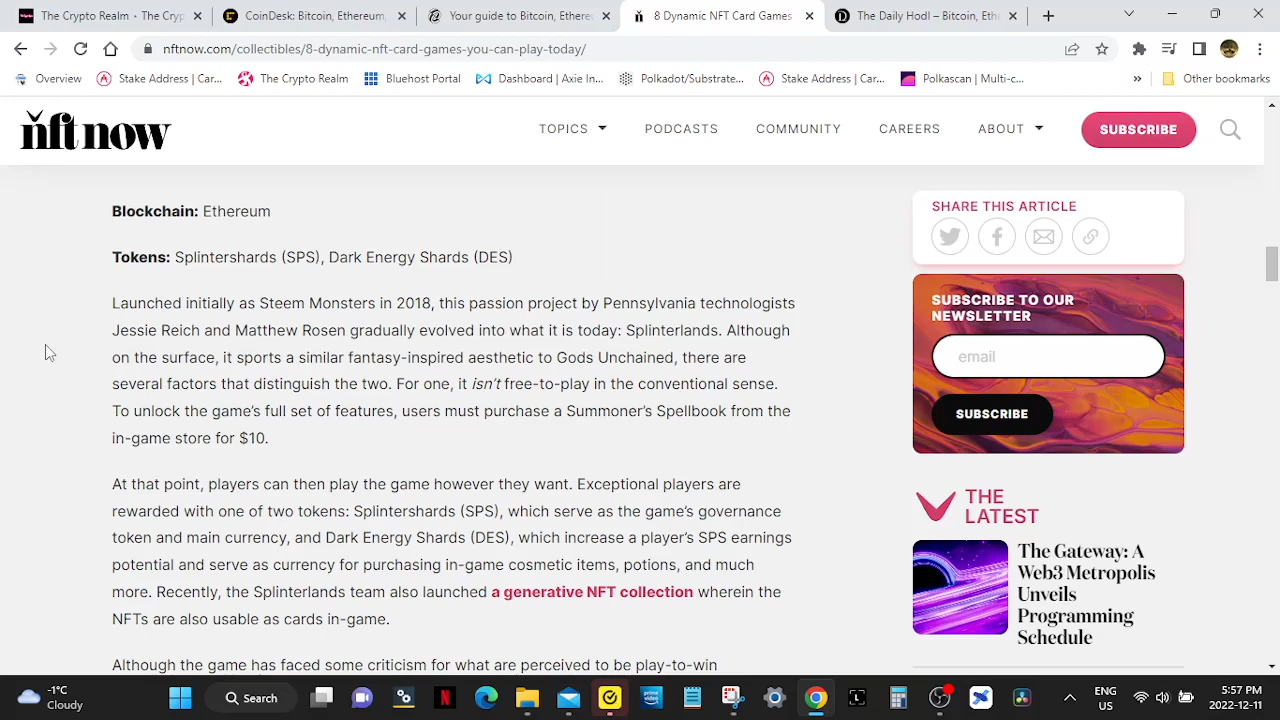 The Crypto Realm - The Cryp
CoinDesk: Bitcoin, Ethereum,
Your guide to Bitcoin, Etheres
8 Dynamic NFT Card Games
The Daily Hodl – Bitcoin, Eth
nftnow.com/collectibles/8-dynamic-nft-card-games-you-can-play-today/
Overview
Stake Address | Car...
The Crypto Realm
Bluehost Portal
Dashboard | Axie In...
Polkadot/Substrate...
Stake Address | Car...
Polkascan | Multi-c...
»
Other bookmarks
nft now
TOPICS
PODCASTS
COMMUNITY
CAREERS
ABOUT
SUBSCRIBE
Blockchain: Ethereum
Tokens: Splintershards (SPS), Dark Energy Shards (DES)
Launched initially as Steem Monsters in 2018, this passion project by Pennsylvania technologists
Jessie Reich and Matthew Rosen gradually evolved into what it is today: Splinterlands. Although
on the surface, it sports a similar fantasy-inspired aesthetic to Gods Unchained, there are
several factors that distinguish the two. For one, it isn't free-to-play in the conventional sense.
To unlock the game's full set of features, users must purchase a Summoner's Spellbook from the
in-game store for $10.
At that point, players can then play the game however they want. Exceptional players are
rewarded with one of two tokens: Splintershards (SPS), which serve as the game's governance
token and main currency, and Dark Energy Shards (DES), which increase a player's SPS earnings
potential and serve as currency for purchasing in-game cosmetic items, potions, and much
more. Recently, the Splinterlands team also launched a generative NFT collection wherein the
NFTs are also usable as cards in-game.
Although the game has faced some criticism for what are perceived to be play-to-win
SHARE THIS ARTICLE
SUBSCRIBE TO OUR
NEWSLETTER
email
SUBSCRIBE
THE
LATEST
The Gateway: A
Web3 Metropolis
Unveils
Programming
Schedule
-1°C
Cloudy
Search
prime
video
ENG
US
5:57 PM
2022-12-11